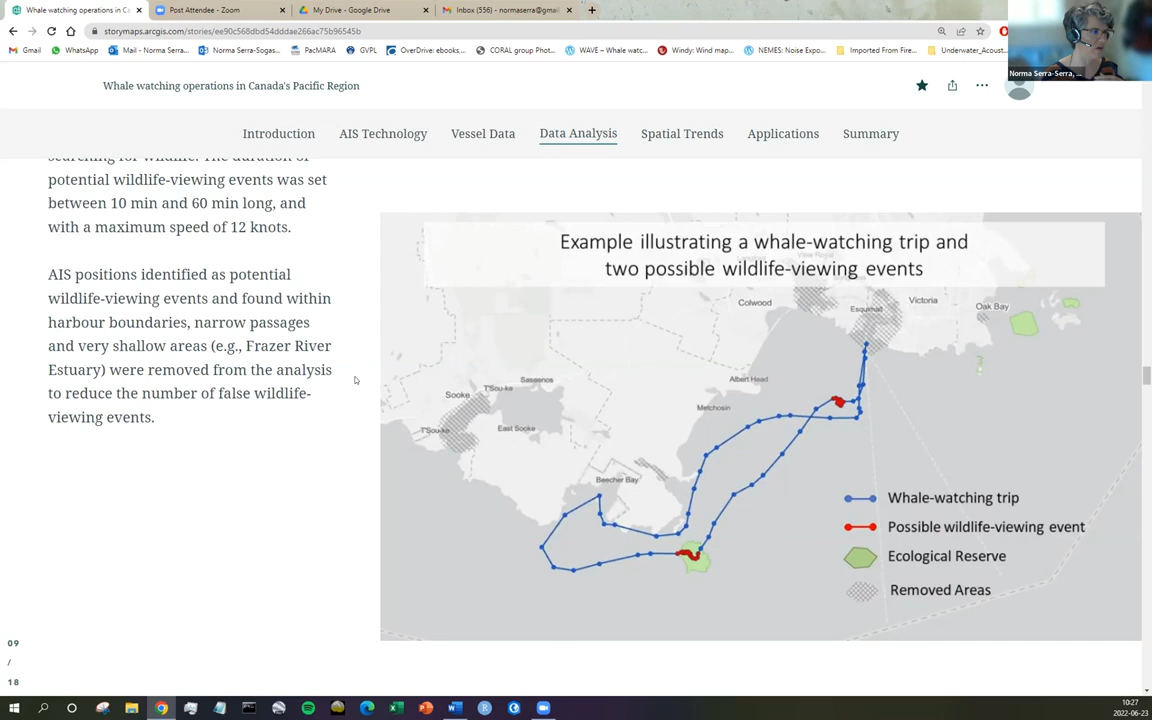 Whale watching operations in Ca
Post Attendee - Zoom
My Drive - Google Drive
Inbox (556) - normaserra@gmail
storymaps.arcgis.com/stories/ee90c568dbd54dddae266ac75b96545b
Gmail
WhatsApp
Mail - Norma Serra...
Norma Serra-Sogas...
PacMARA
GVPL
OverDrive: ebooks,...
CORAL group Phot...
WAVE – Whale watc...
Windy: Wind map...
NEMES: Noise Expo...
Imported From Fire...
Underwater_Acoust...
Norma Serra-Serra, ...
Whale watching operations in Canada's Pacific Region
Introduction
AIS Technology
Vessel Data
Data Analysis
Spatial Trends
Applications
Summary
searching for wildlife. The duration of
potential wildlife-viewing events was set
between 10 min and 60 min long, and
with a maximum speed of 12 knots.
AIS positions identified as potential
wildlife-viewing events and found within
harbour boundaries, narrow passages
and very shallow areas (e.g., Frazer River
Estuary) were removed from the analysis
to reduce the number of false wildlife-
viewing events.
Example illustrating a whale-watching trip and
two possible wildlife-viewing events
View Royal
Colwood
Esquimalt
Victoria
Oak Bay
Albert Head
Metchosin
Saseenos
T'Sou-ke
Sooke
T'Sou-ke
East Sooke
Beecher Bay
Whale-watching trip
Possible wildlife-viewing event
Ecological Reserve
Removed Areas
09
/
18
10:27
2022-06-23